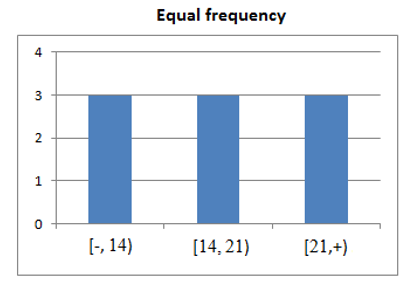 Equal frequency
4
3
2
1
0
[-, 14) [14, 21) [21,+)